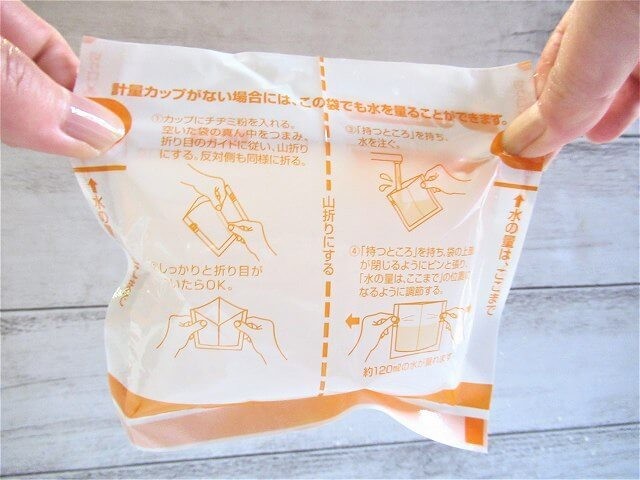 計量カップがない場合には、この袋でも水を量ることができます。
①カップにチヂミ粉を入れる。
空いた袋の真ん中をつまみ、
折り目のガイドに従い、山折り
にする。反対側も同様に折る。
しっかりと折り目が
いたらOK。
山折りにする
③「持つところ」を持ち、
水を注ぐ。
④「持つところ」を持ち、袋の上
が閉じるようにピンと張り、
「水の量は、ここまで」の位置に
なるように調節する。
約120mlの水が量れます
水の量は、ここまで
水の量は、ここまで